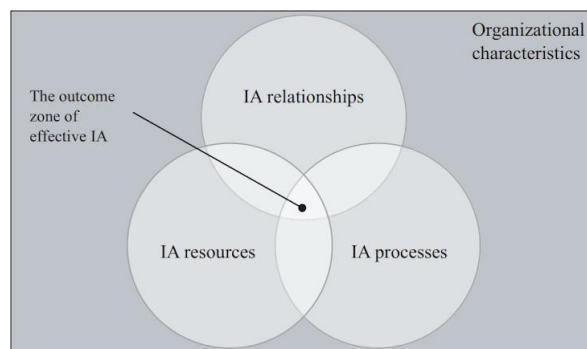 Organizational
characteristics
IA relationships
The outcome
zone of
effective IA
IA resources
IA processes